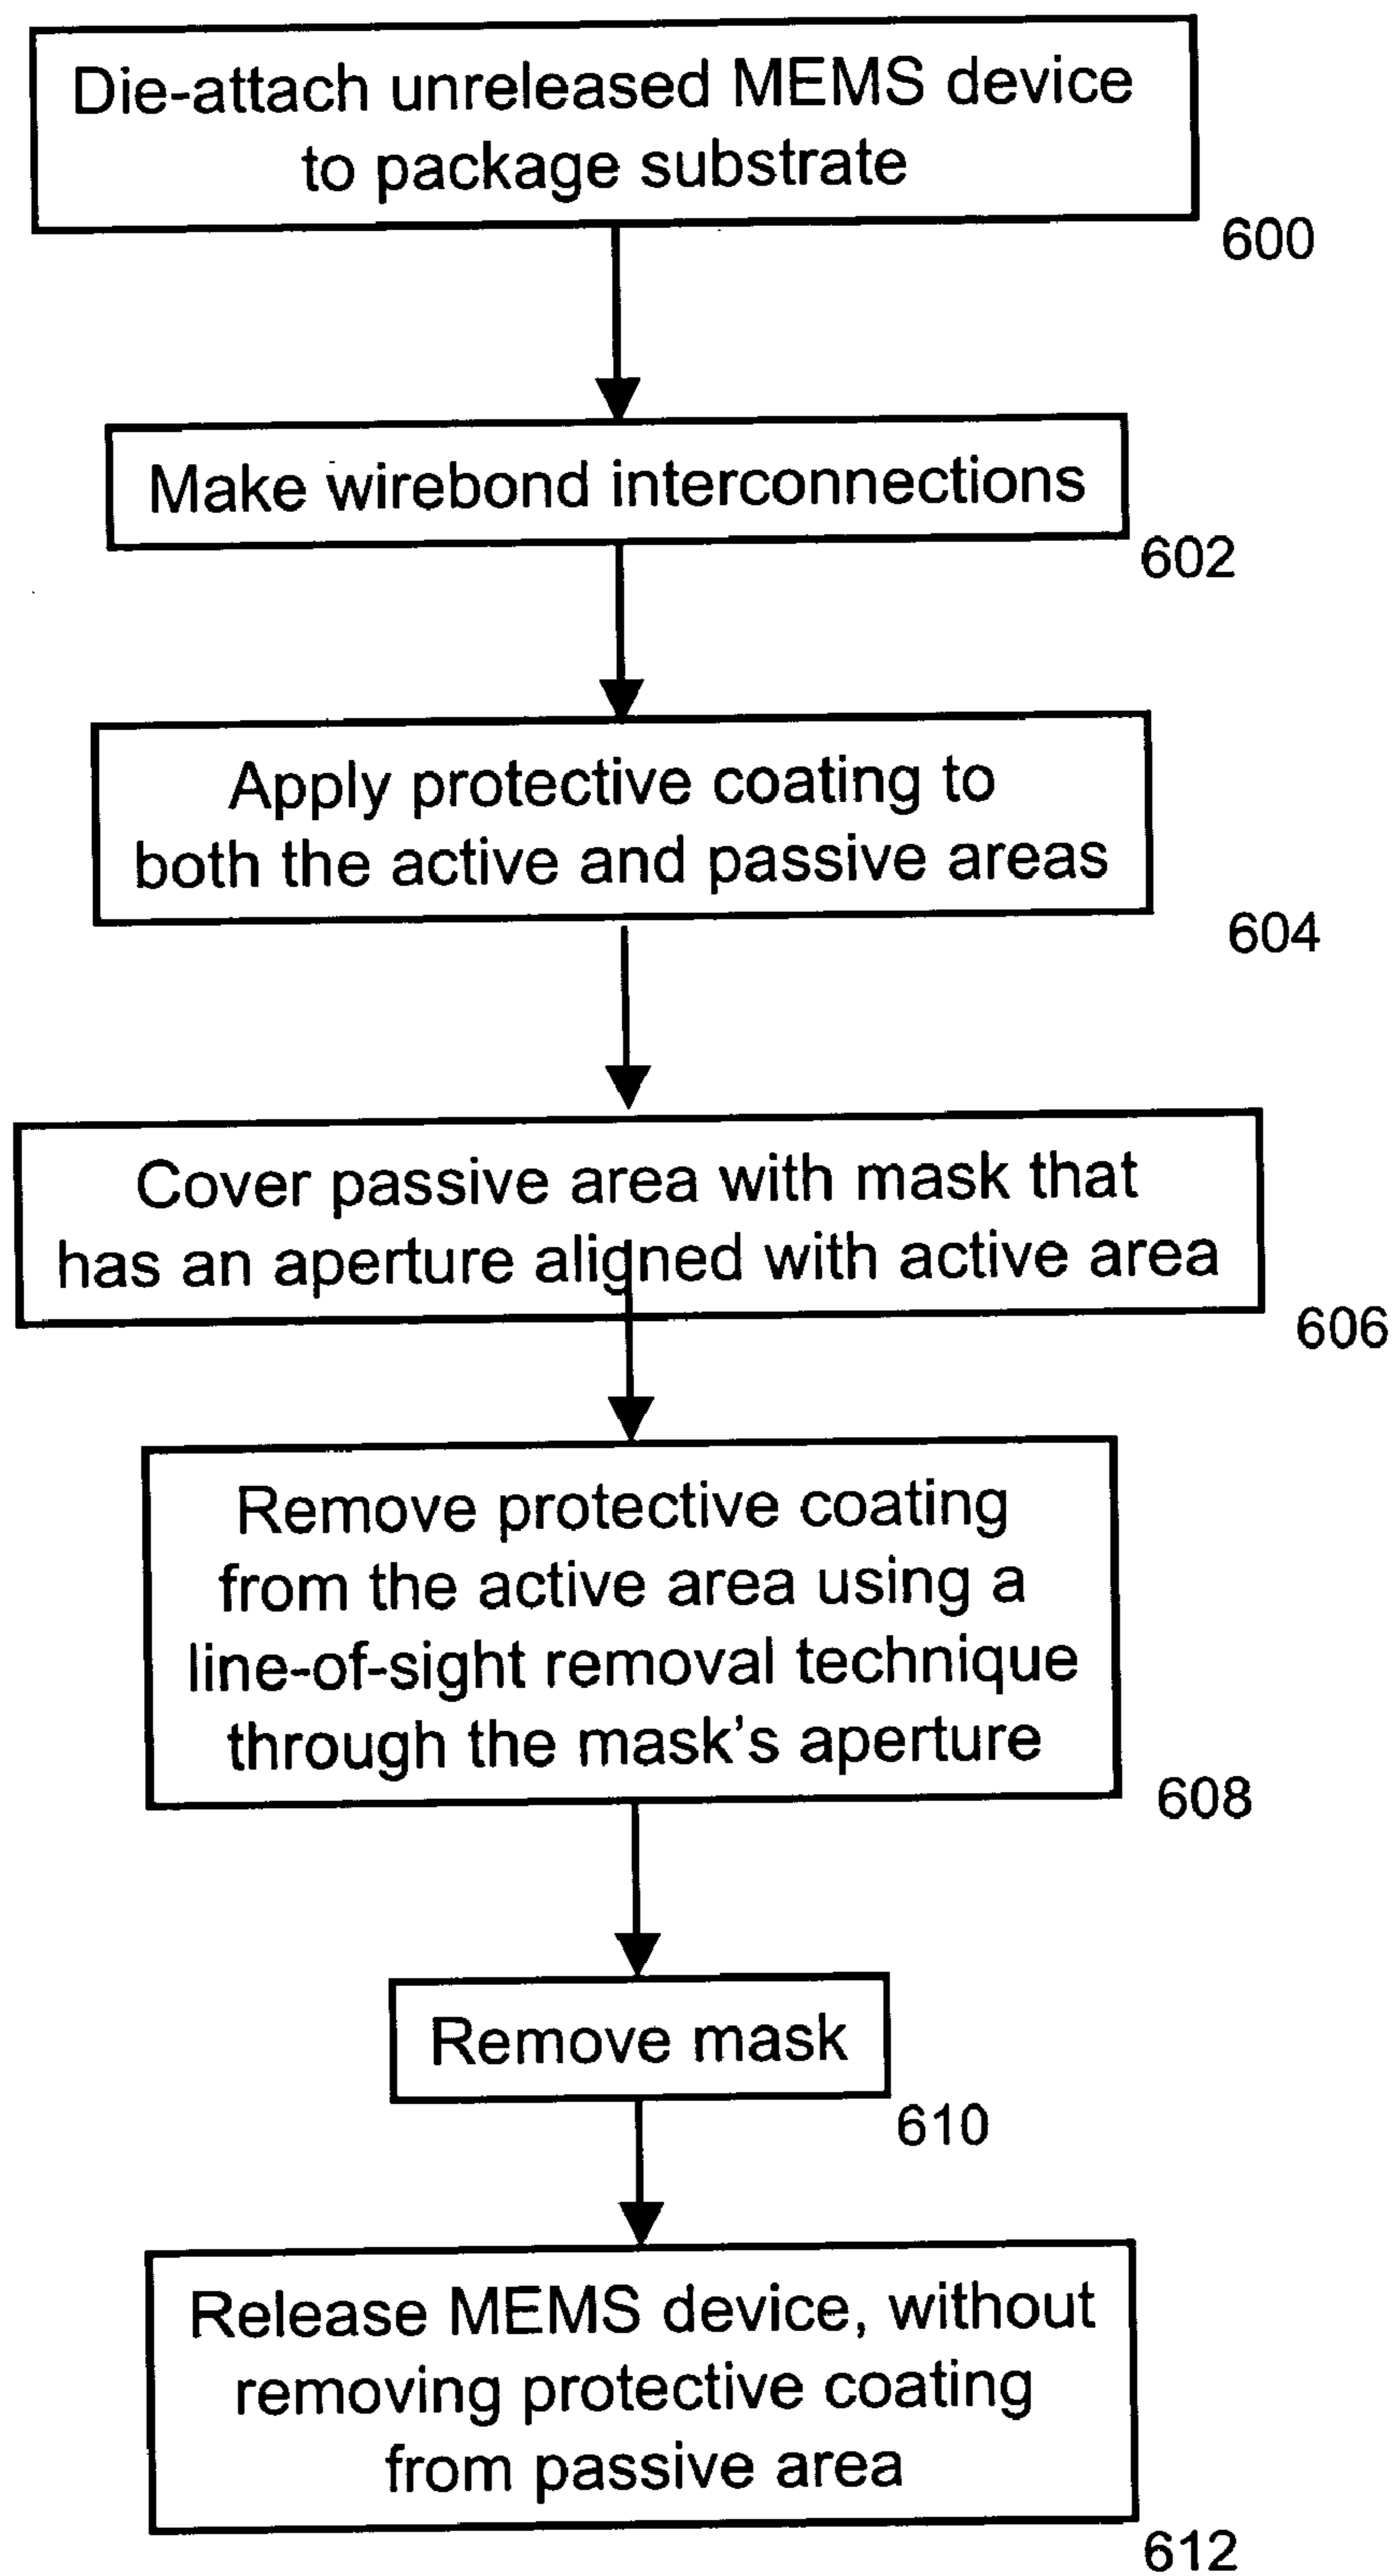 Die-attach unreleased MEMS device
to package substrate
600
Make wirebond interconnections
602
Apply protective coating to
both the active and passive areas
604
Cover passive area with mask that
has an aperture aligned with active area
606
Remove protective coating
from the active area using a
line-of-sight removal technique
through the mask's aperture
608
Remove mask
610
Release MEMS device, without
removing protective coating
from passive area
612